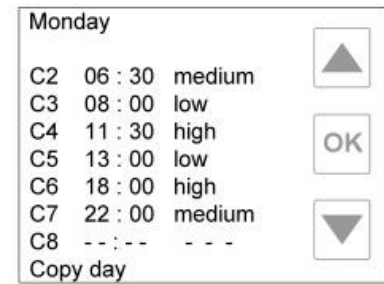 Monday
C2 06 : 30 medium
C3 08 : 00 low
C4 11 : 30 high
C5 13 : 00 low
C6 18 : 00 high
C7 22 : 00 medium
C8 - - : - - - - -
Copy day
OK